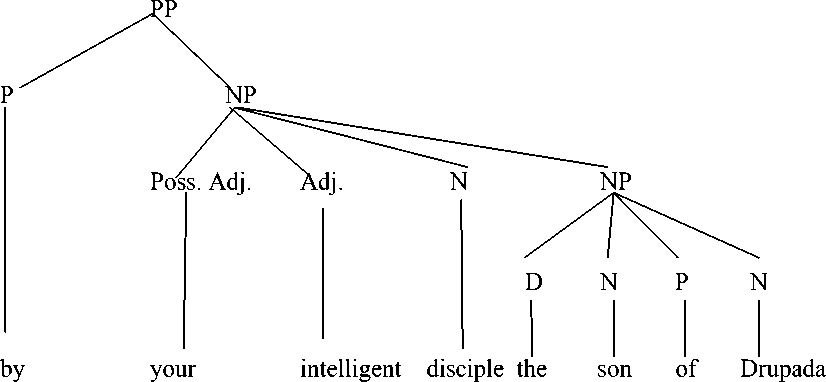 PP
P NP
Poss. Adj. Adj. N NP
D N P N
by your intelligent disciple the son of Drupada